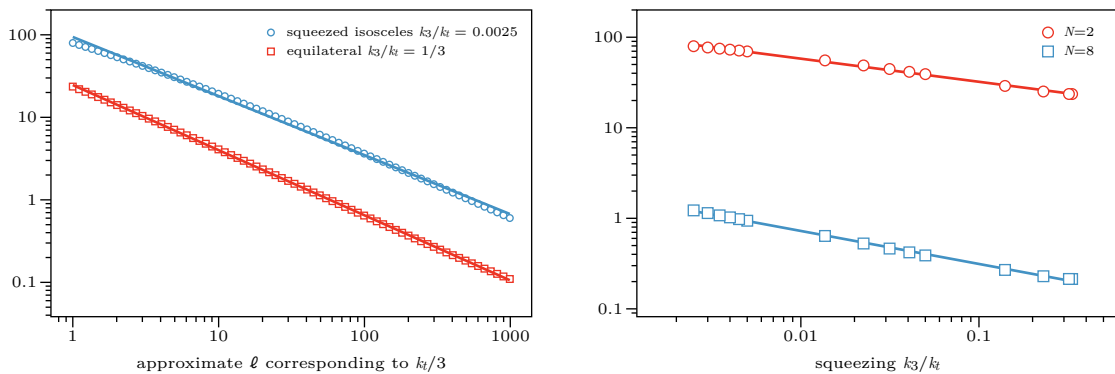 100
10
1
0.1
squeezed isosceles k₃/kₜ = 0.0025
equilateral k₃/kₜ = 1/3
1
10
100
1000
approximate ℓ corresponding to kₜ/3
100
10
1
0.1
N=2
N=8
0.01
0.1
squeezing k₃/kₜ